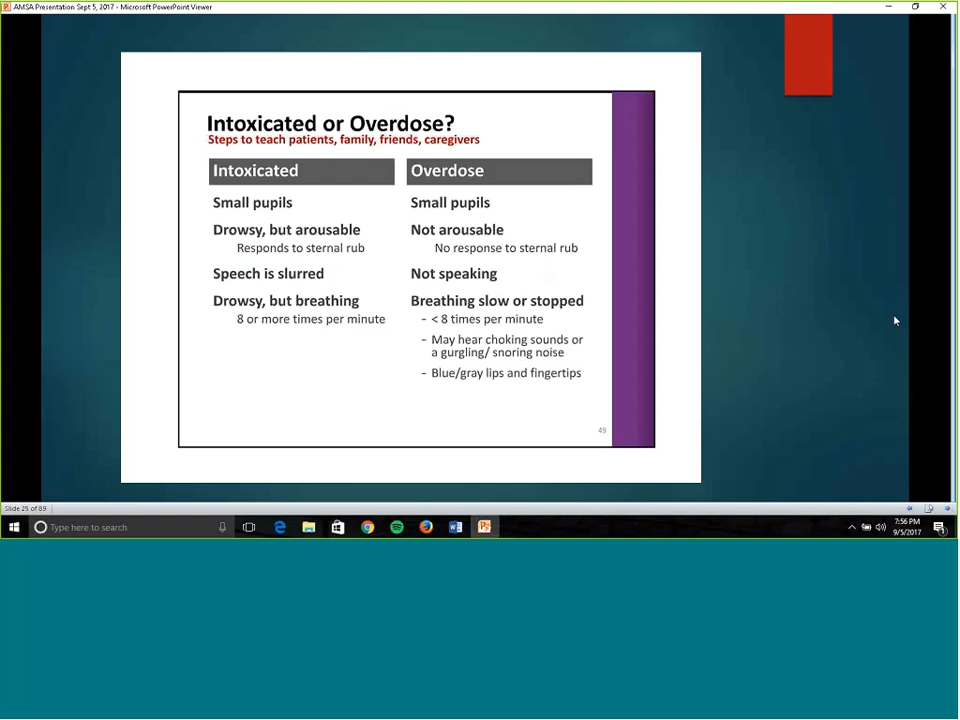 AMSA Presentation Sept 5, 2017 - Microsoft PowerPoint Viewer
Intoxicated or Overdose?
Steps to teach patients, family, friends, caregivers
Intoxicated
Small pupils
Drowsy, but arousable
Responds to sternal rub
Speech is slurred
Drowsy, but breathing
8 or more times per minute
Overdose
Small pupils
Not arousable
No response to sternal rub
Not speaking
Breathing slow or stopped
- < 8 times per minute
- May hear choking sounds or
a gurgling/ snoring noise
- Blue/gray lips and fingertips
49
Slide 25 of 89
Type here to search
7:56 PM
9/5/2017